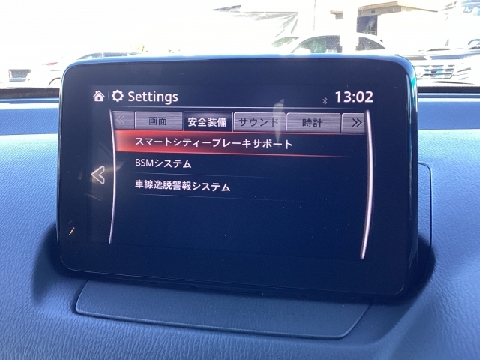 Settings 13:02
画面 安全装備 サウンド 時計
スマートシティーブレーキサポート
BSMシステム
車線逸脱警報システム